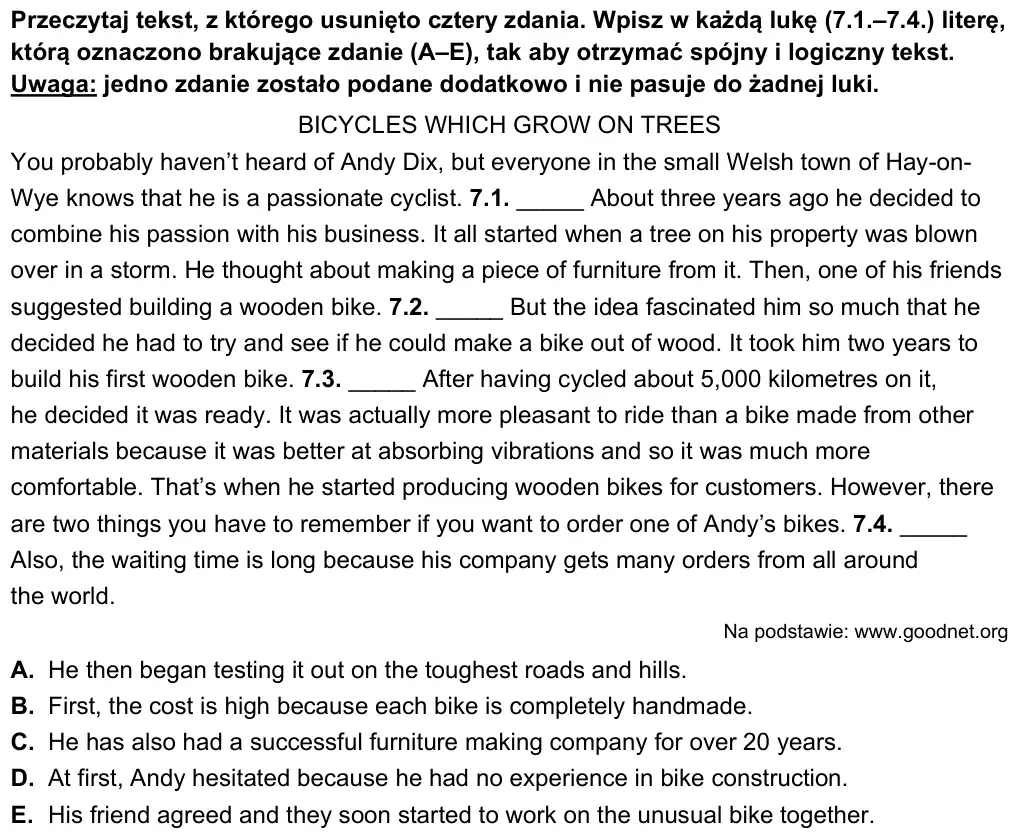 Przeczytaj tekst, z którego usunięto cztery zdania. Wpisz w każdą lukę (7.1.–7.4.) literę,
którą oznaczono brakujące zdanie (A–E), tak aby otrzymać spójny i logiczny tekst.
Uwaga: jedno zdanie zostało podane dodatkowo i nie pasuje do żadnej luki.
BICYCLES WHICH GROW ON TREES
You probably haven’t heard of Andy Dix, but everyone in the small Welsh town of Hay-on-
Wye knows that he is a passionate cyclist. 7.1. _____ About three years ago he decided to
combine his passion with his business. It all started when a tree on his property was blown
over in a storm. He thought about making a piece of furniture from it. Then, one of his friends
suggested building a wooden bike. 7.2. _____ But the idea fascinated him so much that he
decided he had to try and see if he could make a bike out of wood. It took him two years to
build his first wooden bike. 7.3. _____ After having cycled about 5,000 kilometres on it,
he decided it was ready. It was actually more pleasant to ride than a bike made from other
materials because it was better at absorbing vibrations and so it was much more
comfortable. That’s when he started producing wooden bikes for customers. However, there
are two things you have to remember if you want to order one of Andy’s bikes. 7.4. _____
Also, the waiting time is long because his company gets many orders from all around
the world.
Na podstawie: www.goodnet.org
A. He then began testing it out on the toughest roads and hills.
B. First, the cost is high because each bike is completely handmade.
C. He has also had a successful furniture making company for over 20 years.
D. At first, Andy hesitated because he had no experience in bike construction.
E. His friend agreed and they soon started to work on the unusual bike together.